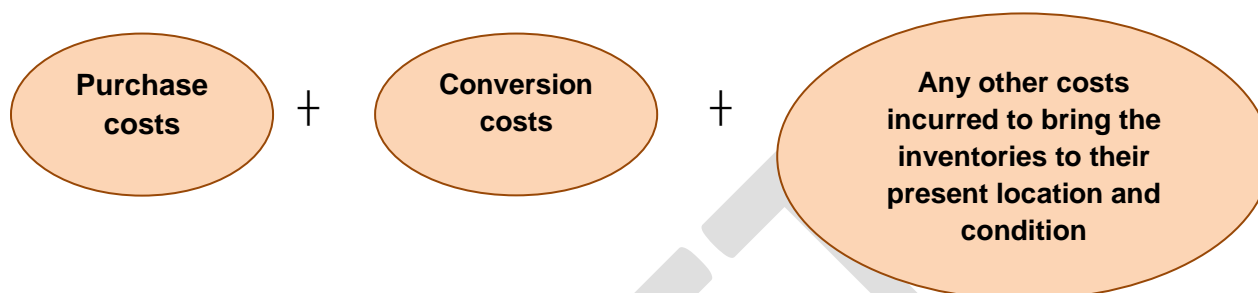 Purchase
costs
+
Conversion
costs
+
Any other costs
incurred to bring the
inventories to their
present location and
condition